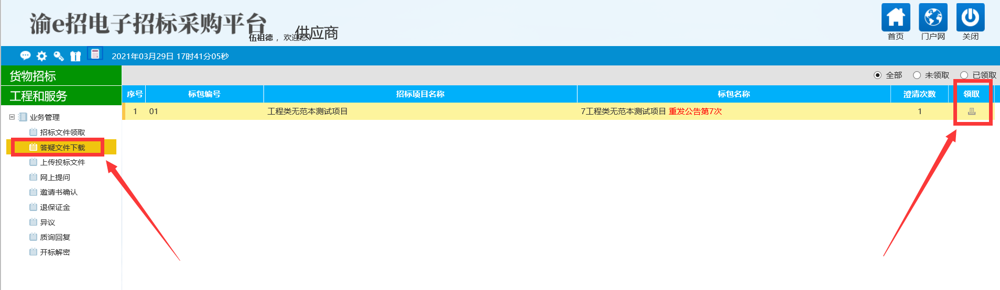 渝e招电子招标采购平台
供应商
伍祖德 ，欢迎您!
首页 门户网 关闭
2021年03月29日 17时41分05秒
货物招标
工程和服务
业务管理
招标文件领取
答疑文件下载
上传投标文件
网上提问
邀请书确认
退保证金
异议
质询回复
开标解密
全部 未领取 已领取
序号 标包编号 招标项目名称 标包名称 澄清次数 领取
1 01 工程类无范本测试项目 7工程类无范本测试项目 重发公告第7次 1